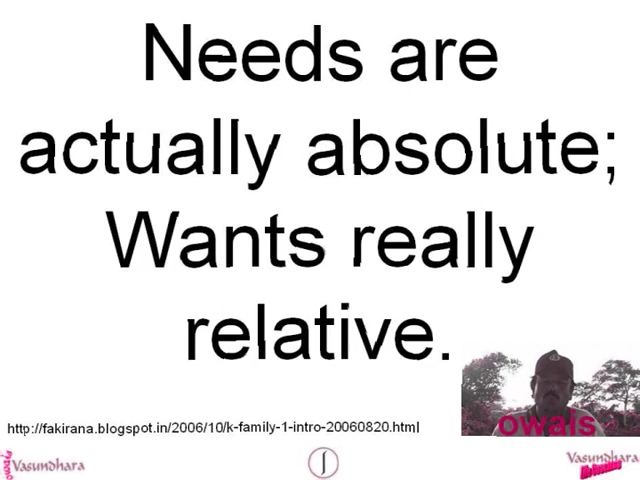 Needs are
actually absolute;
Wants really
relative.
owais
http://fakirana.blogspot.in/2006/10/k-family-1-intro-20060820.html
Vasundhara
Vasundhara